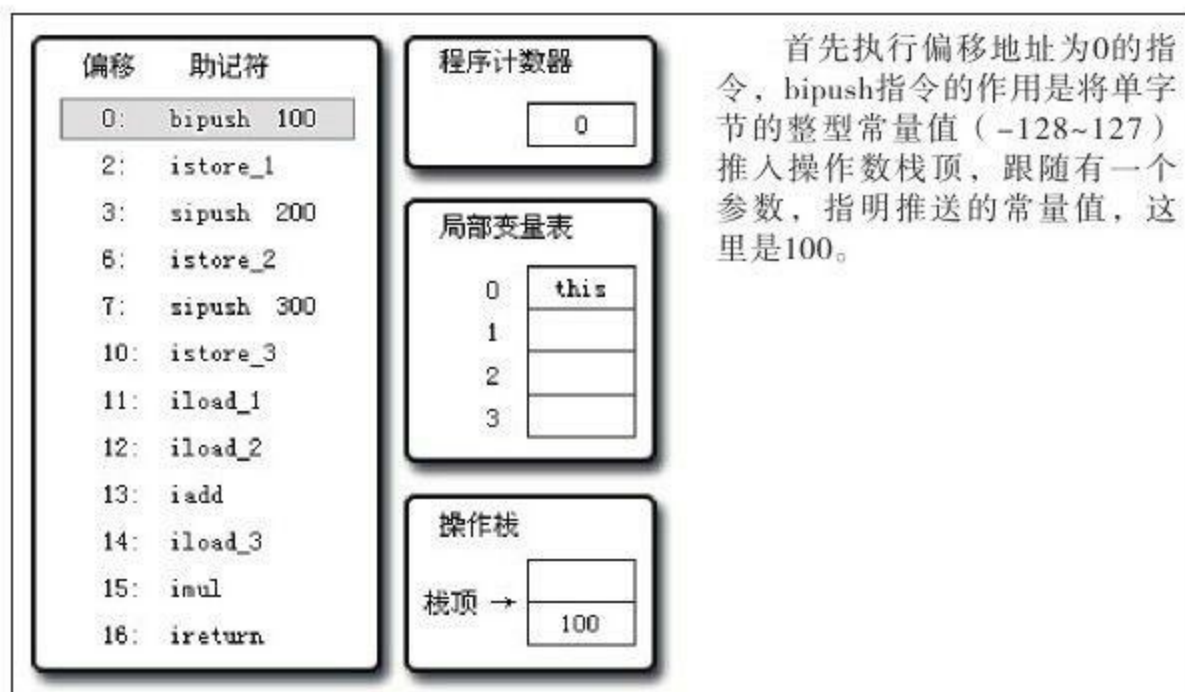 偏移 助记符
0: bipush 100
2: istore_1
3: sipush 200
6: istore_2
7: sipush 300
10: istore_3
11: iload_1
12: iload_2
13: iadd
14: iload_3
15: imul
16: ireturn
程序计数器
0
局部变量表
0 this
1
2
3
操作栈
栈顶 →
100
首先执行偏移地址为0的指
令，bipush指令的作用是将单字
节的整型常量值（-128~127）
推入操作数栈顶，跟随有一个
参数，指明推送的常量值，这
里是100。